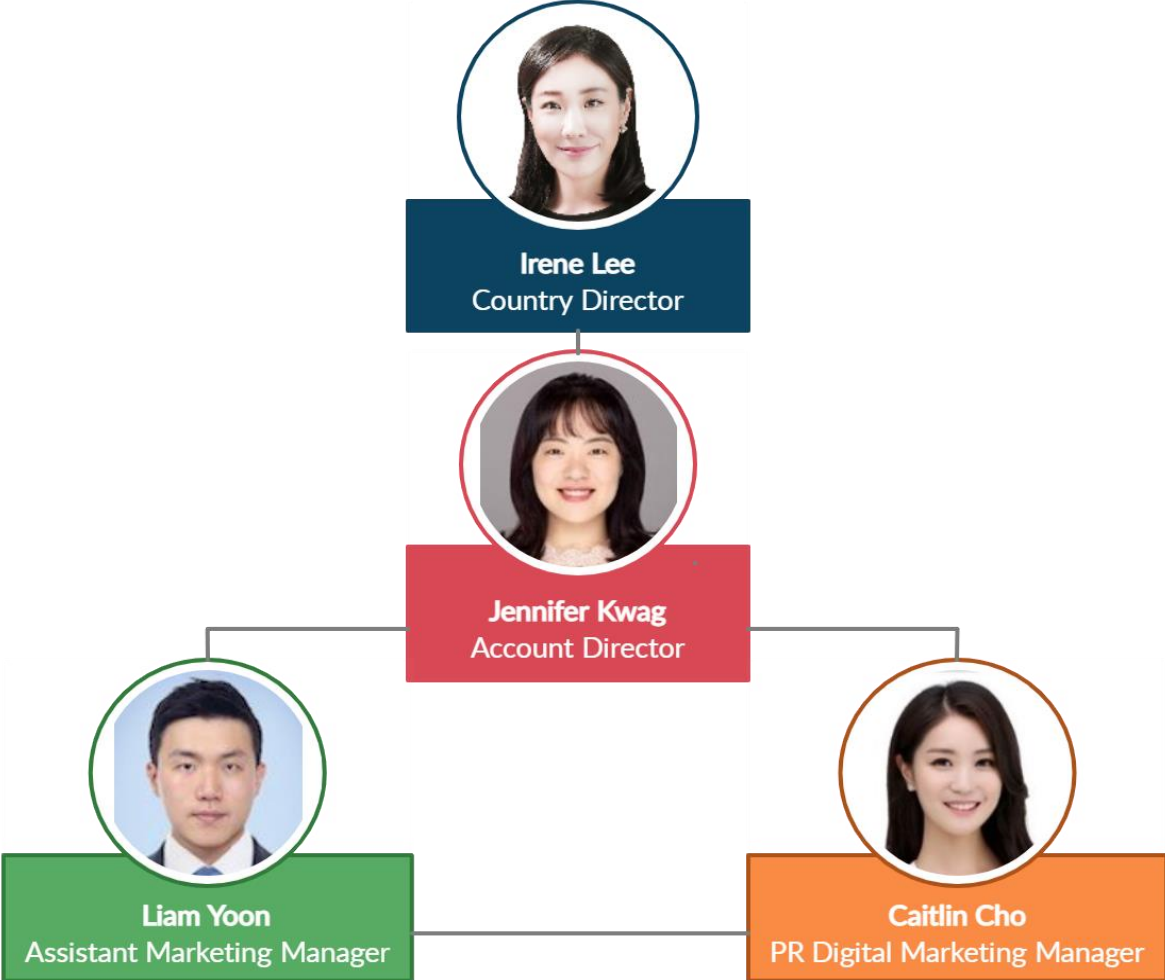 Irene Lee
Country Director
Jennifer Kwag
Account Director
Liam Yoon
Assistant Marketing Manager
Caitlin Cho
PR Digital Marketing Manager